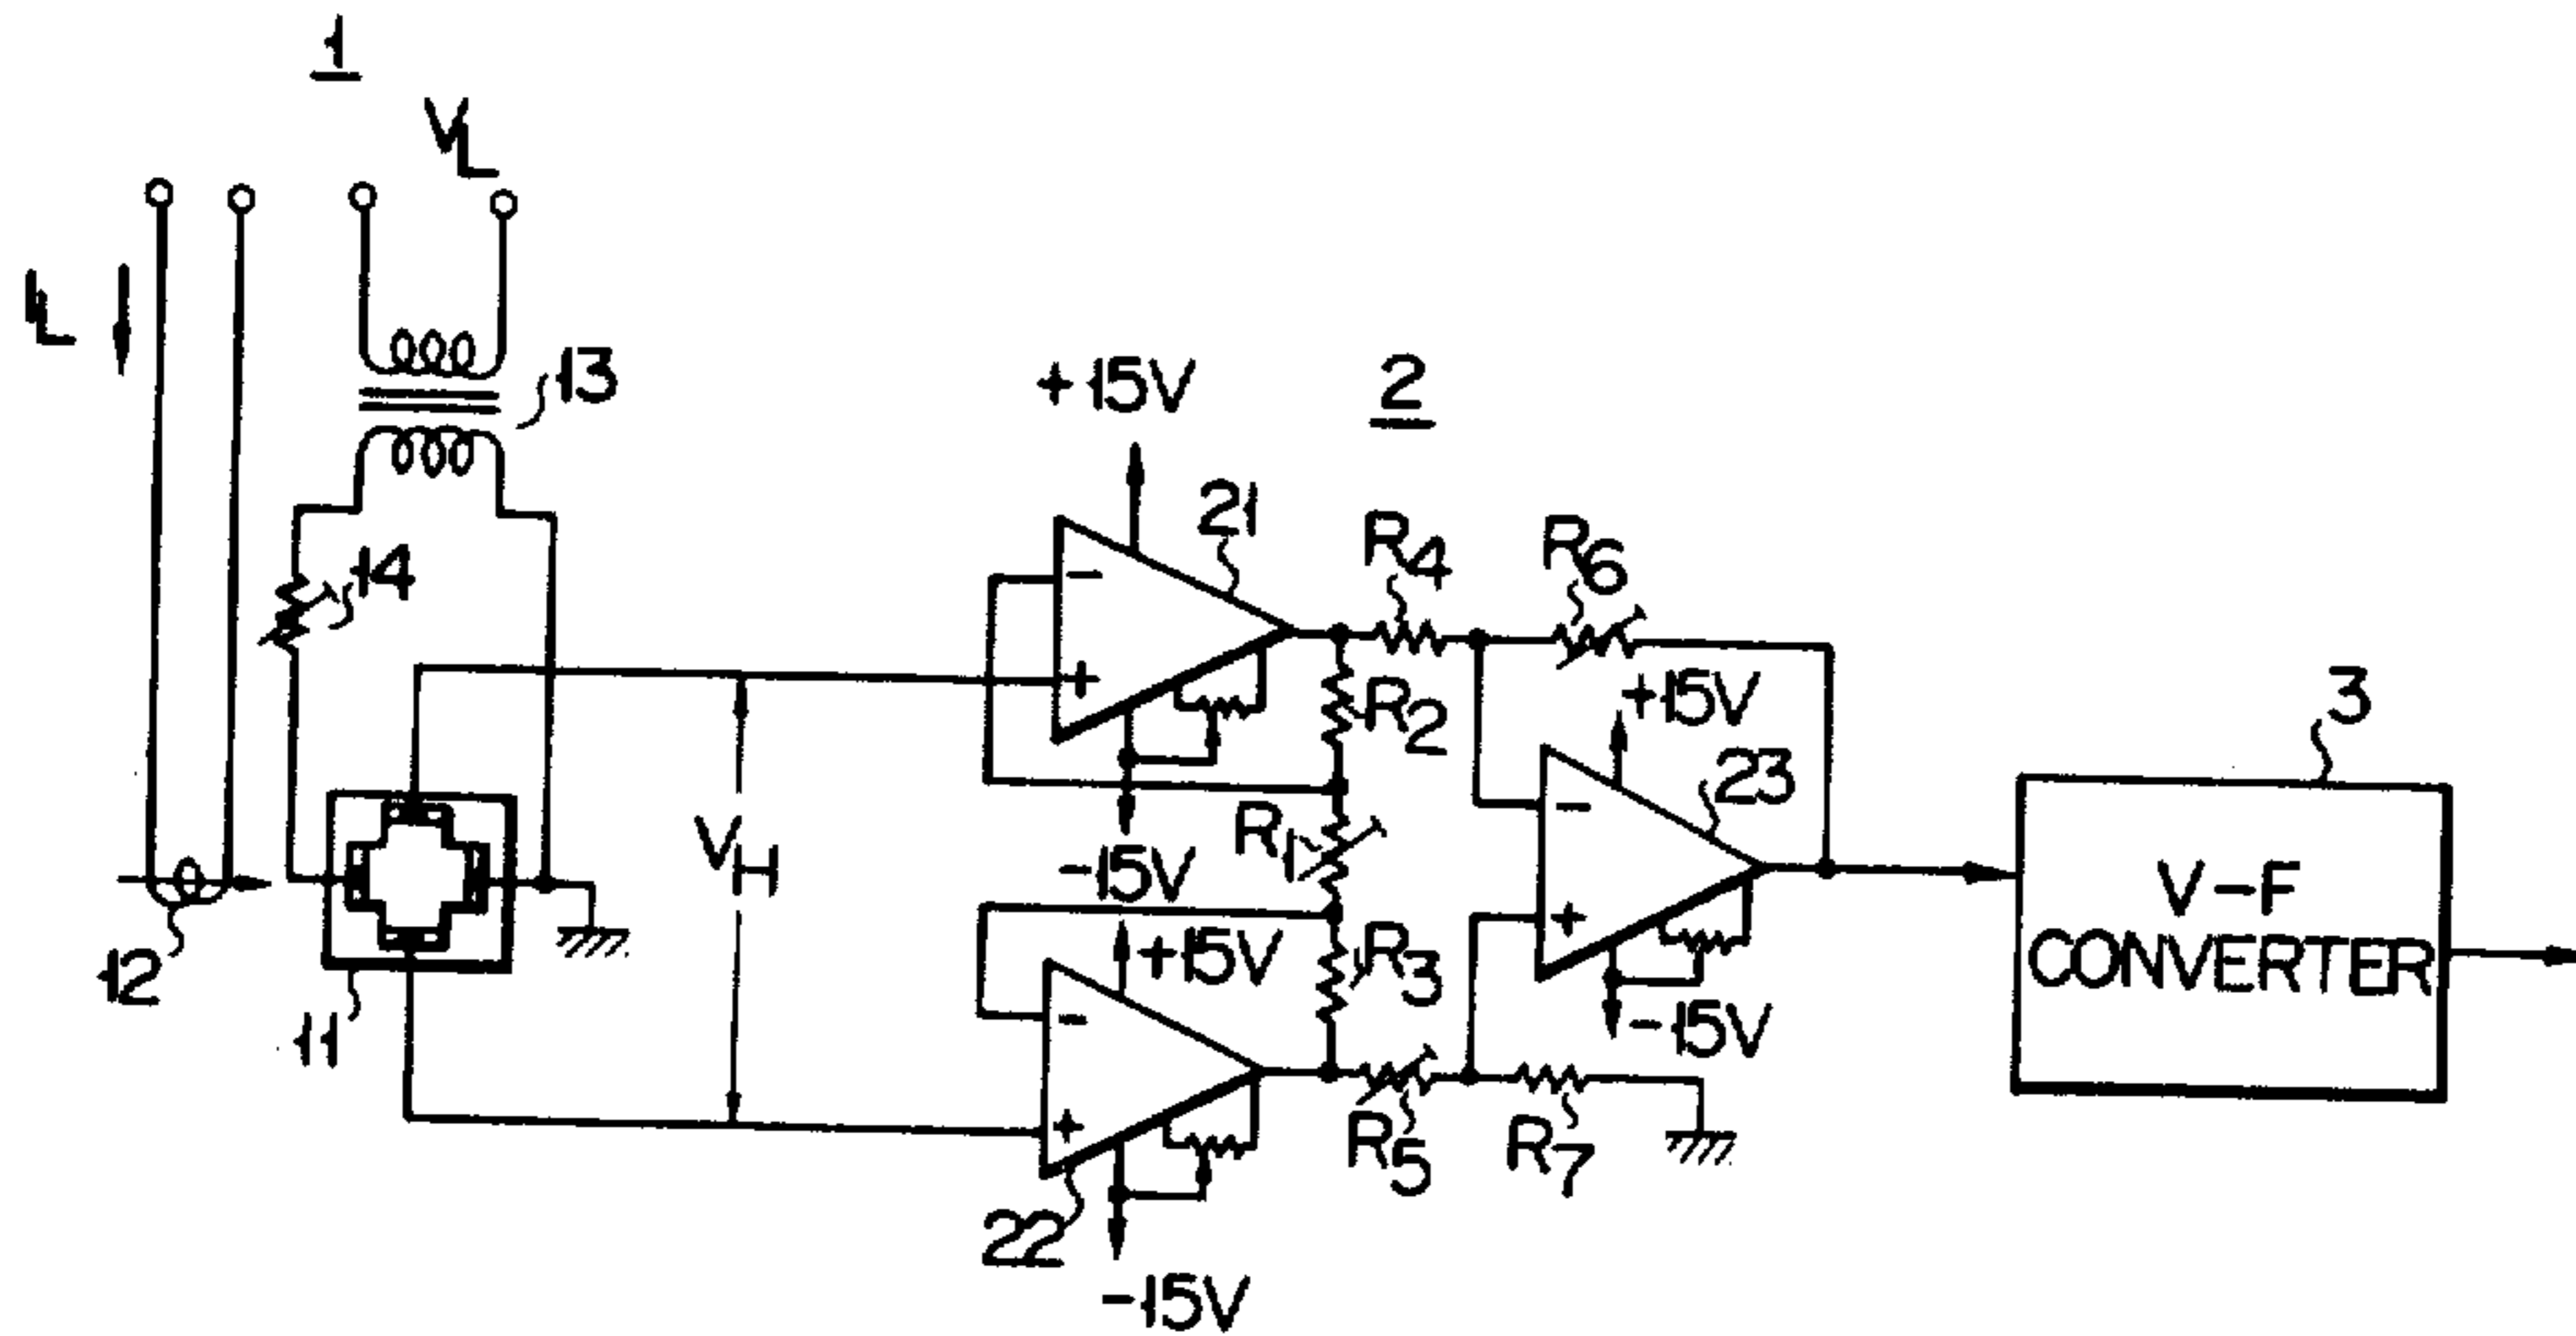 1
VL
IL
13
+15V
2
21
R4
R6
14
-
+
R2
+15V
3
23
R1
-
VH
-15V
V-F
CONVERTER
+
R3
+15V
12
-
11
-15V
+
R5
R7
22
-15V